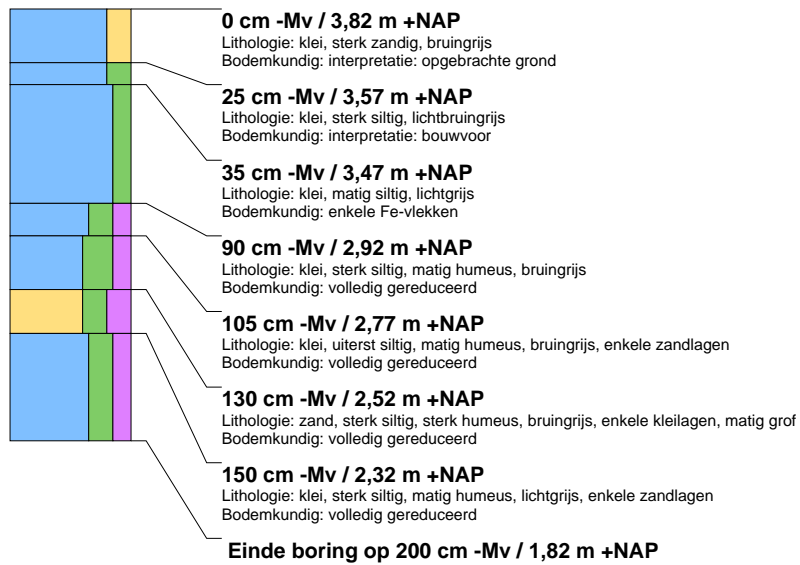 0 cm -Mv / 3,82 m +NAP
Lithologie: klei, sterk zandig, bruingrijs
Bodemkundig: interpretatie: opgebrachte grond
25 cm -Mv / 3,57 m +NAP
Lithologie: klei, sterk siltig, lichtbruingrijs
Bodemkundig: interpretatie: bouwvoor
35 cm -Mv / 3,47 m +NAP
Lithologie: klei, matig siltig, lichtgrijs
Bodemkundig: enkele Fe-vlekken
90 cm -Mv / 2,92 m +NAP
Lithologie: klei, sterk siltig, matig humeus, bruingrijs
Bodemkundig: volledig gereduceerd
105 cm -Mv / 2,77 m +NAP
Lithologie: klei, uiterst siltig, matig humeus, bruingrijs, enkele zandlagen
Bodemkundig: volledig gereduceerd
130 cm -Mv / 2,52 m +NAP
Lithologie: zand, sterk siltig, sterk humeus, bruingrijs, enkele kleilagen, matig grof
Bodemkundig: volledig gereduceerd
150 cm -Mv / 2,32 m +NAP
Lithologie: klei, sterk siltig, matig humeus, lichtgrijs, enkele zandlagen
Bodemkundig: volledig gereduceerd
Einde boring op 200 cm -Mv / 1,82 m +NAP